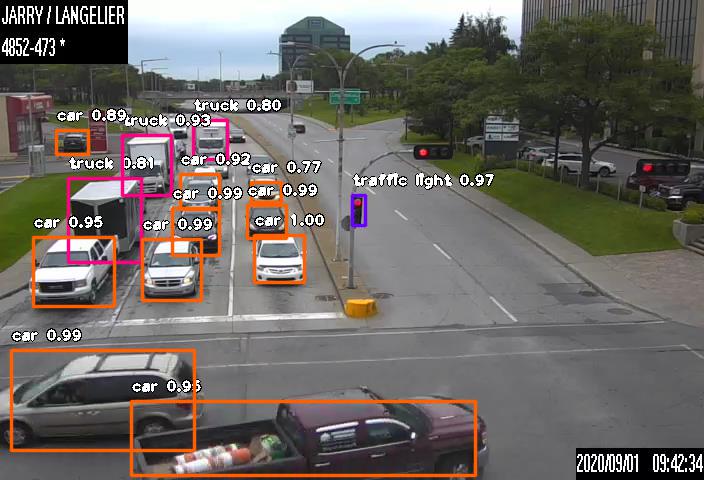 JARRY / LANGELIER
4852-473 *
truck 0.80
car 0.89
truck 0.93
car 0.92
truck 0.81
car 0.77
traffic light 0.97
car 0.99
car 0.99
car 0.95
car 0.99
car 1.00
car 0.99
car 0.95
2020/09/01 09:42:34